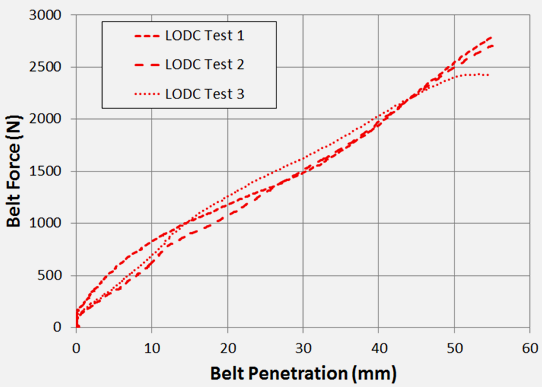 3000
2500
2000
1500
1000
500
0
LODC Test 1
LODC Test 2
LODC Test 3
Belt Force (N)
0 10 20 30 40 50 60
Belt Penetration (mm)